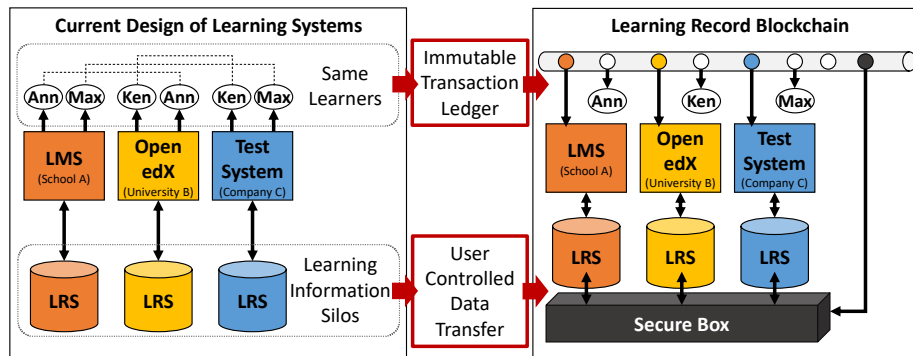 Current Design of Learning Systems
Same
Learners
Ann
Max
Ken
Ann
Ken
Max
LMS
(School A)
Open
edX
(University B)
Test
System
(Company C)
LRS
LRS
LRS
Learning
Information
Silos
Immutable
Transaction
Ledger
User
Controlled
Data
Transfer
Learning Record Blockchain
Ann
Ken
Max
LMS
(School A)
Open
edX
(University B)
Test
System
(Company C)
LRS
LRS
LRS
Secure Box